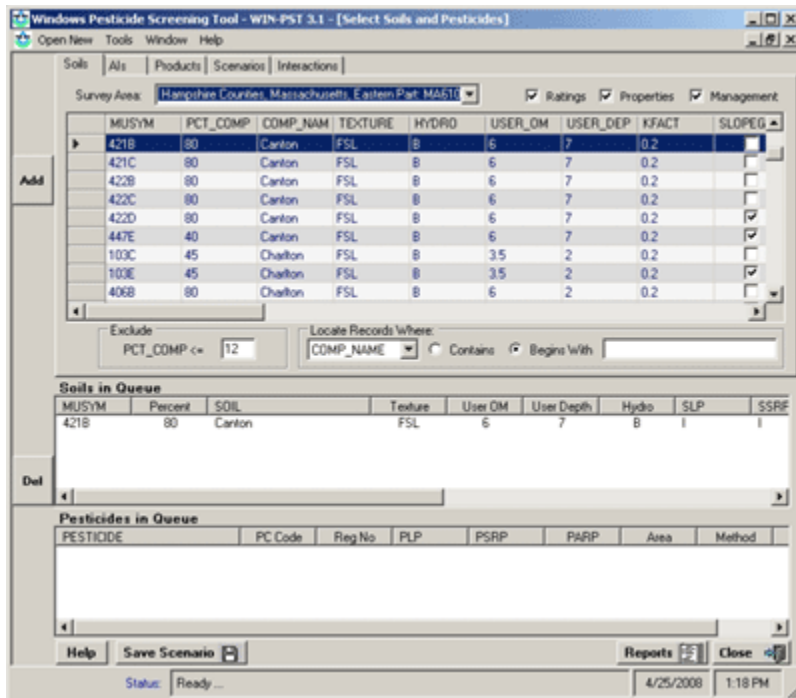 Windows Pesticide Screening Tool - WIN-PST 3.1 - [Select Soils and Pesticides]
Open New Tools Window Help
Soils AIs Products Scenarios Interactions
Survey Area: Hampshire Counties, Massachusetts, Eastern Part: MA610 Ratings Properties Management
MUSYM PCT_COMP COMP_NAM TEXTURE HYDRO USER_OM USER_DEP KFACT SLOPEG
421B 80 Canton FSL B 6 7 0.2
421C 80 Canton FSL B 6 7 0.2
Add
422B 80 Canton FSL B 6 7 0.2
422C 80 Canton FSL B 6 7 0.2
422D 80 Canton FSL B 6 7 0.2
447E 40 Canton FSL B 6 7 0.2
103C 45 Charlton FSL B 3.5 2 0.2
103E 45 Charlton FSL B 3.5 2 0.2
406B 80 Charlton FSL B 6 2 0.2
Exclude
PCT_COMP <= 12
Locate Records Where:
COMP_NAME Contains Begins With
Soils in Queue
MUSYM Percent SOIL Texture User OM User Depth Hydro SLP SSRP
421B 80 Canton FSL 6 7 B I I
Del
Pesticides in Queue
PESTICIDE PC Code Reg No PLP PSRP PARP Area Method
Help Save Scenario Reports Close
Status: Ready ... 4/25/2008 1:18 PM